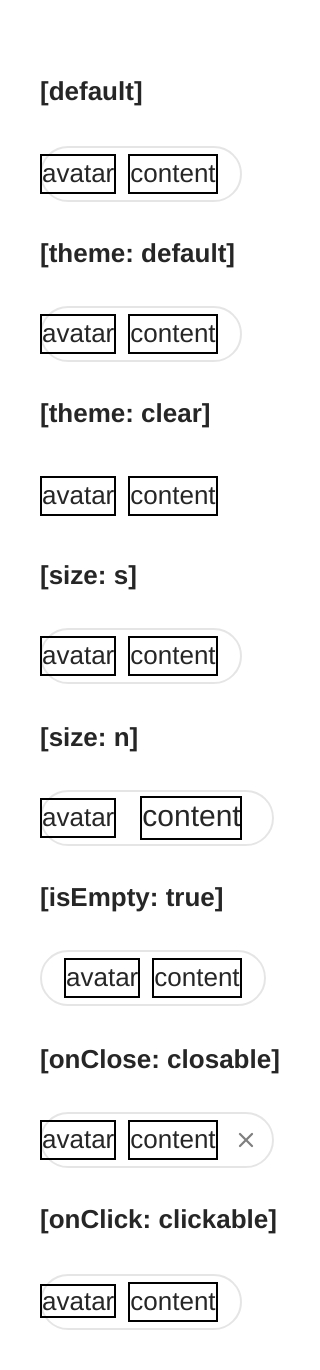 [default]
avatar content
[theme: default]
avatar content
[theme: clear]
avatar content
[size: s]
avatar content
[size: n]
avatar content
[isEmpty: true]
avatar content
[onClose: closable]
avatar content ×
[onClick: clickable]
avatar content